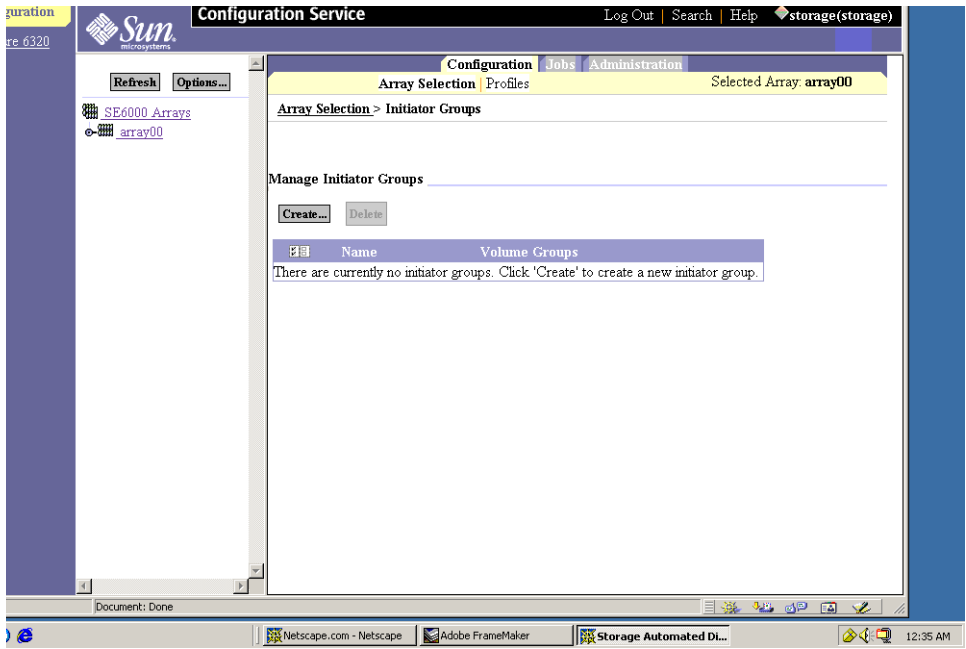 guration
re 6320
Sun
microsystems
Configuration Service
Log Out | Search | Help storage(storage)
Refresh Options...
SE6000 Arrays
array00
Configuration Jobs Administration
Array Selection | Profiles
Selected Array: array00
Array Selection > Initiator Groups
Manage Initiator Groups
Create... Delete
Name Volume Groups
There are currently no initiator groups. Click 'Create' to create a new initiator group.
Document: Done
Netscape.com - Netscape
Adobe FrameMaker
Storage Automated Di...
12:35 AM